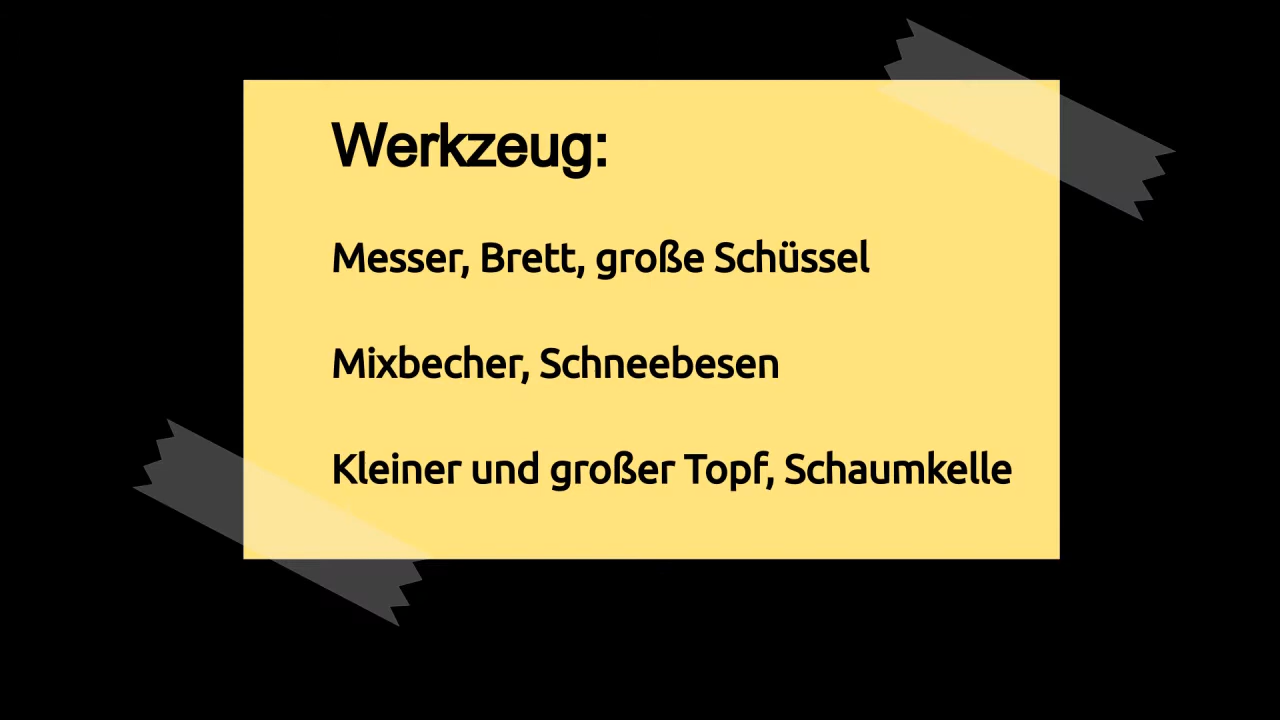 Werkzeug:
Messer, Brett, große Schüssel
Mixbecher, Schneebesen
Kleiner und großer Topf, Schaumkelle